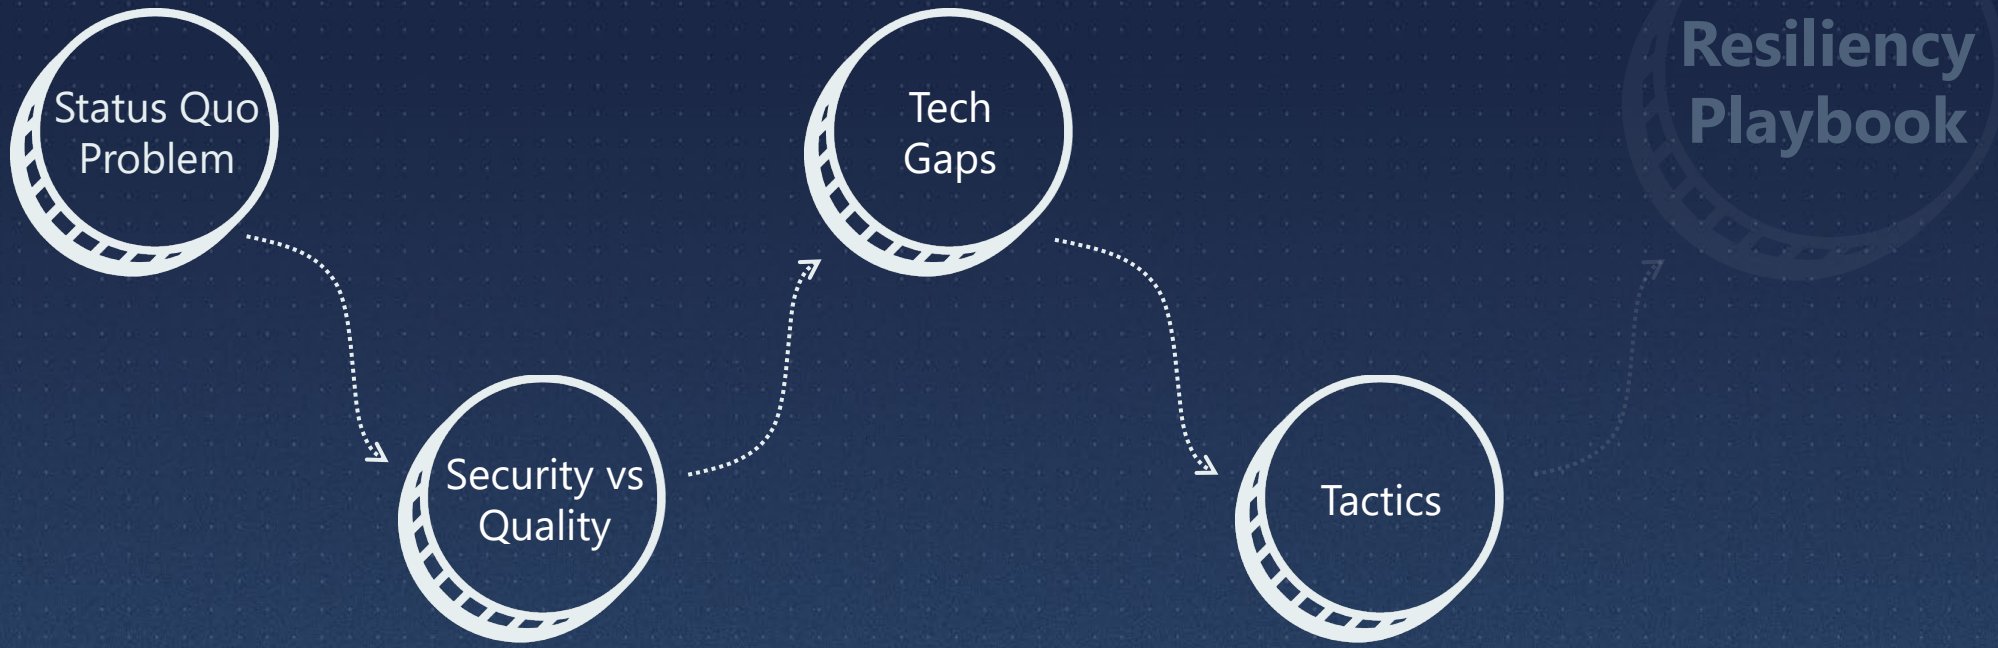 Status Quo
Problem
Security vs
Quality
Tech
Gaps
Tactics
Resiliency
Playbook